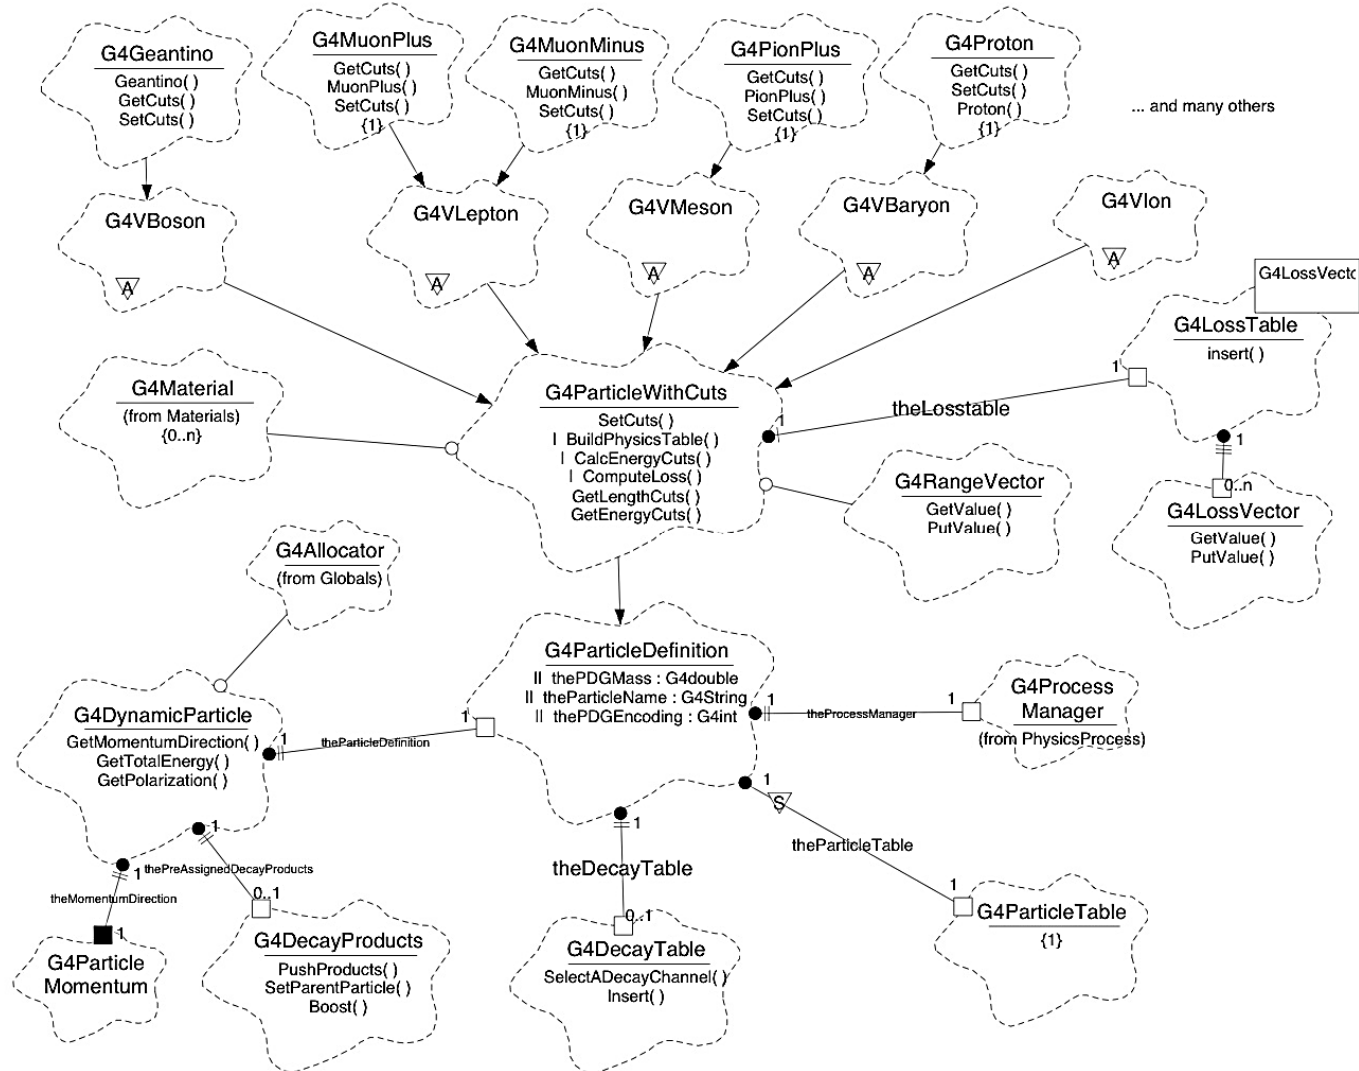 G4Geantino
Geantino( )
GetCuts( )
SetCuts( )
G4MuonPlus
GetCuts( )
MuonPlus( )
SetCuts( )
{1}
G4MuonMinus
GetCuts( )
MuonMinus( )
SetCuts( )
{1}
G4PionPlus
GetCuts( )
PionPlus( )
SetCuts( )
{1}
G4Proton
GetCuts( )
SetCuts( )
Proton( )
{1}
... and many others
G4VBoson
A
G4VLepton
A
G4VMeson
A
G4VBaryon
A
G4VIon
A
G4LossVecto
G4LossTable
insert( )
1
theLosstable
1
G4Material
(from Materials)
{0..n}
G4ParticleWithCuts
SetCuts( )
BuildPhysicsTable( )
CalcEnergyCuts( )
ComputeLoss( )
GetLengthCuts( )
GetEnergyCuts( )
G4RangeVector
GetValue( )
PutValue( )
1
0..n
G4LossVector
GetValue( )
PutValue( )
G4Allocator
(from Globals)
G4ParticleDefinition
thePDGMass : G4double
theParticleName : G4String
thePDGEncoding : G4int
1
theProcessManager
1
G4Process
Manager
(from PhysicsProcess)
G4DynamicParticle
GetMomentumDirection( )
GetTotalEnergy( )
GetPolarization( )
1
theParticleDefinition
1
1
S
theParticleTable
1
G4ParticleTable
{1}
1
theDecayTable
0..1
G4DecayTable
SelectADecayChannel( )
Insert( )
1
thePreAssignedDecayProducts
0..1
G4DecayProducts
PushProducts( )
SetParentParticle( )
Boost( )
1
theMomentumDirection
1
G4Particle
Momentum